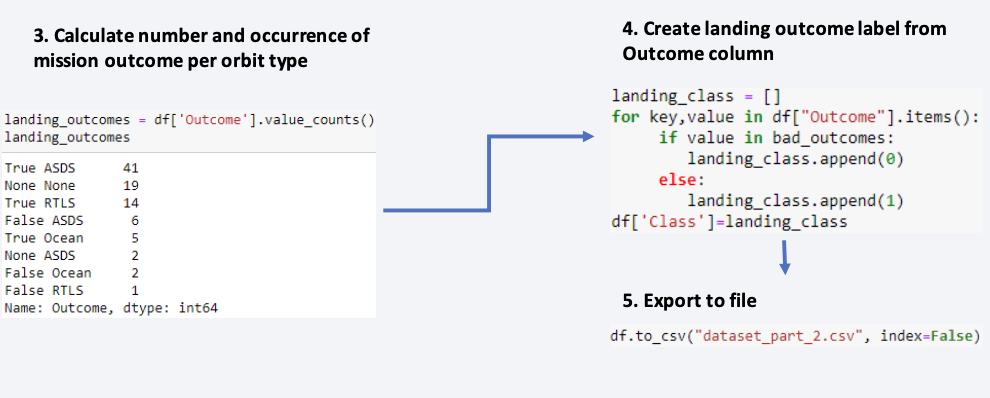 3. Calculate number and occurrence of
mission outcome per orbit type
landing_outcomes = df['Outcome'].value_counts()
landing_outcomes
True ASDS      41
None None      19
True RTLS      14
False ASDS      6
True Ocean      5
None ASDS       2
False Ocean     2
False RTLS      1
Name: Outcome, dtype: int64
4. Create landing outcome label from
Outcome column
landing_class = []
for key,value in df["Outcome"].items():
     if value in bad_outcomes:
        landing_class.append(0)
     else:
        landing_class.append(1)
df['Class']=landing_class
5. Export to file
df.to_csv("dataset_part_2.csv", index=False)